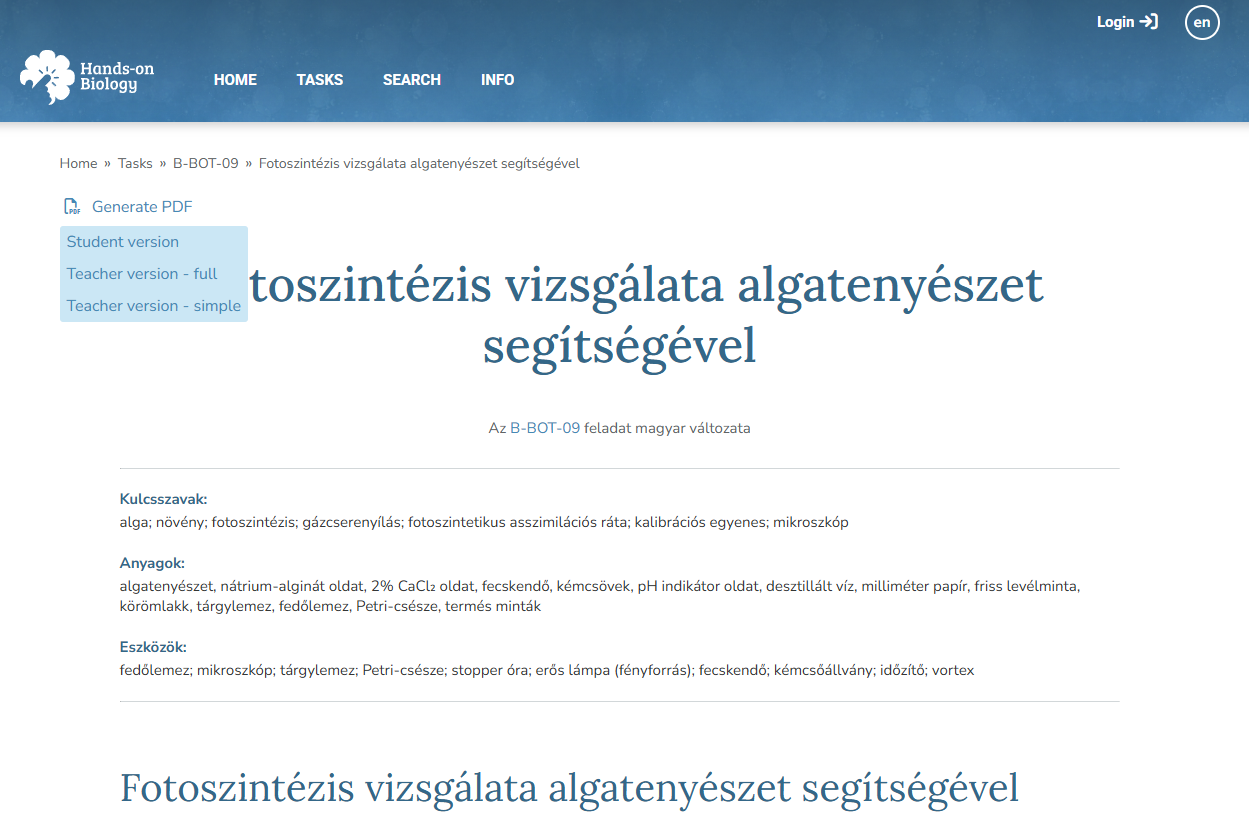 Login
en
Hands-on
Biology
HOME TASKS SEARCH INFO
Home » Tasks » B-BOT-09 » Fotoszintézis vizsgálata algatenyészet segítségével
PDF Generate PDF
Student version
Teacher version - full
Teacher version - simple
toszintézis vizsgálata algatenyészet
segítségével
Az B-BOT-09 feladat magyar változata
Kulcsszavak:
alga; növény; fotoszintézis; gázcserenyílás; fotoszintetikus asszimilációs ráta; kalibrációs egyenes; mikroszkóp
Anyagok:
algatenyészet, nátrium-alginát oldat, 2% CaCl₂ oldat, fecskendő, kémcsövek, pH indikátor oldat, desztillált víz, milliméter papír, friss levélminta,
körömlakk, tárgylemez, fedőlemez, Petri-csésze, termés minták
Eszközök:
fedőlemez; mikroszkóp; tárgylemez; Petri-csésze; stopper óra; erős lámpa (fényforrás); fecskendő; kémcsőállvány; időzítő; vortex
Fotoszintézis vizsgálata algatenyészet segítségével